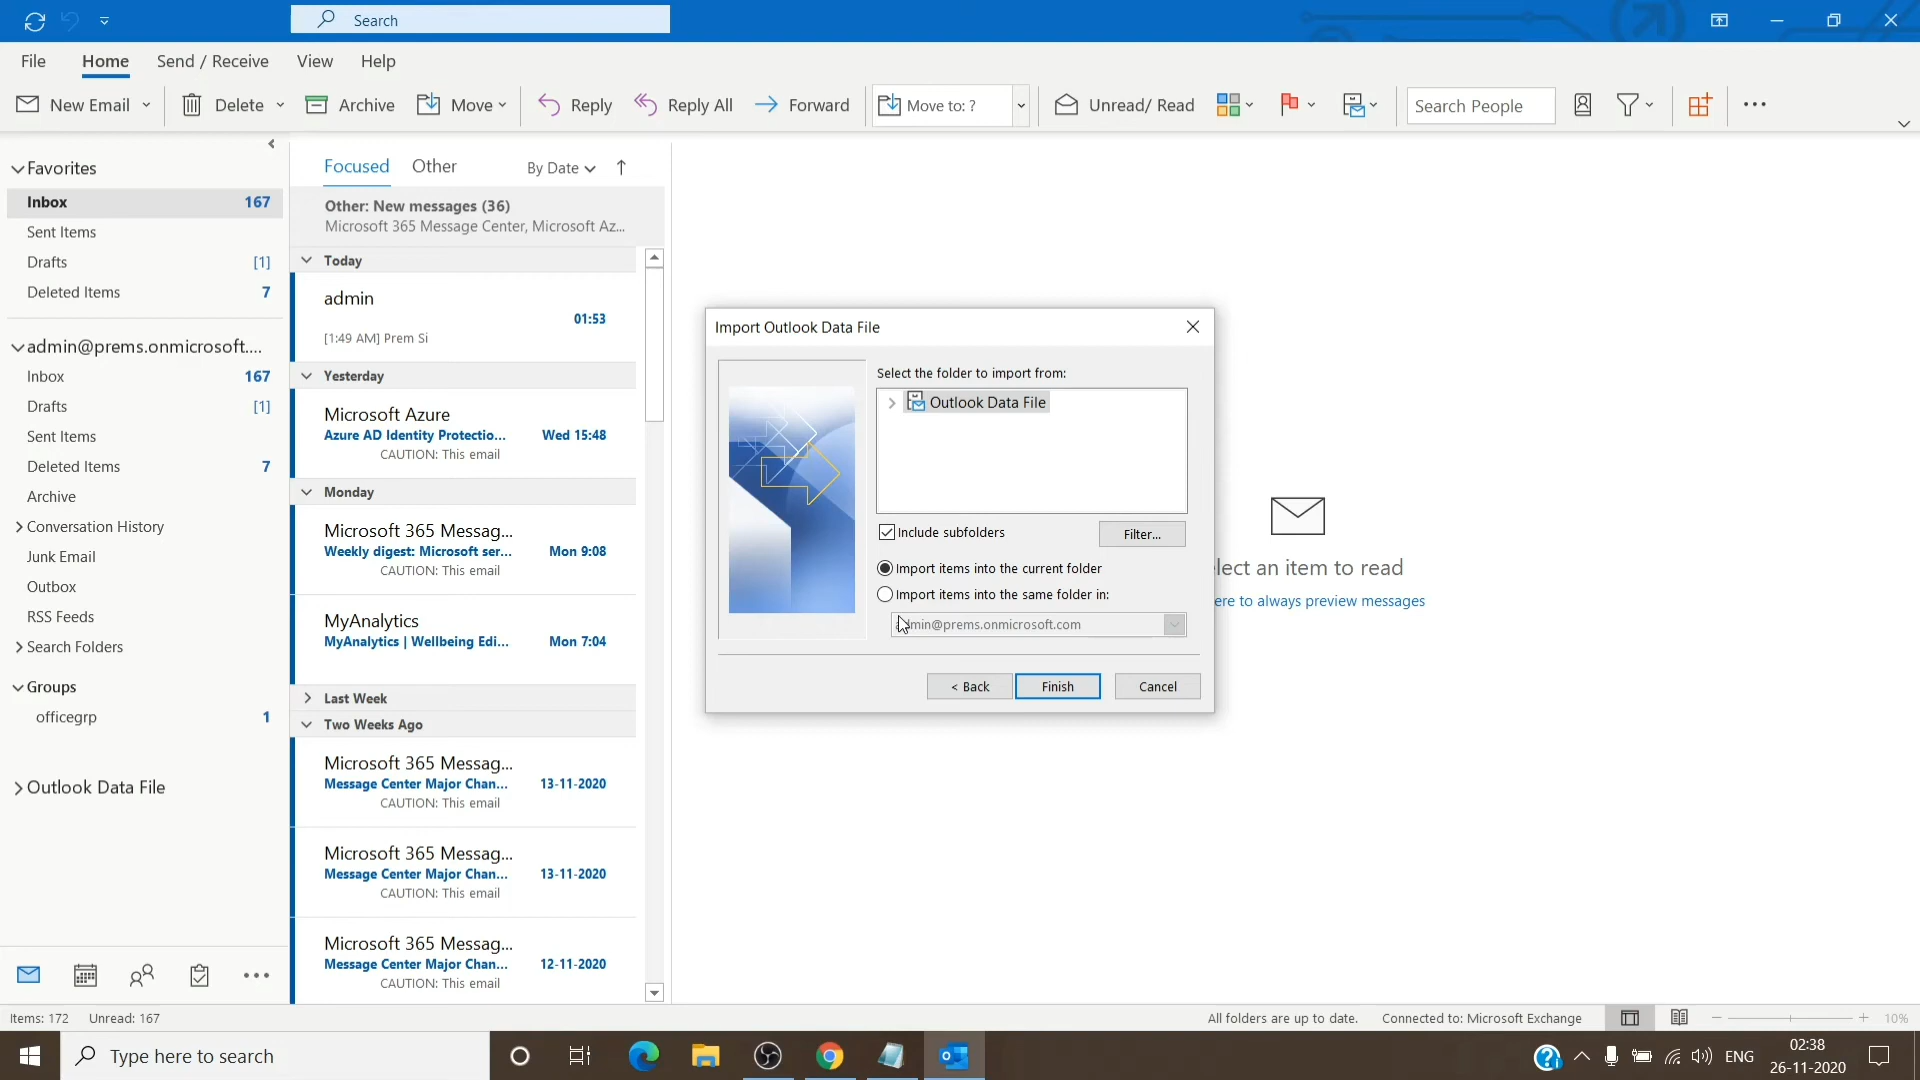 Search
File Home Send / Receive View Help
New Email Delete Archive Move Reply Reply All Forward Move to: ? Unread/ Read Search People
Favorites
Inbox 167
Sent Items
Drafts [1]
Deleted Items 7
admin@prems.onmicrosoft....
Inbox 167
Drafts [1]
Sent Items
Deleted Items 7
Archive
Conversation History
Junk Email
Outbox
RSS Feeds
Search Folders
Groups
officegrp 1
Outlook Data File
Focused Other By Date
Other: New messages (36)
Microsoft 365 Message Center, Microsoft Az...
Today
admin
01:53
[1:49 AM] Prem Si
Yesterday
Microsoft Azure
Azure AD Identity Protectio... Wed 15:48
CAUTION: This email
Monday
Microsoft 365 Messag...
Weekly digest: Microsoft ser... Mon 9:08
CAUTION: This email
MyAnalytics
MyAnalytics | Wellbeing Edi... Mon 7:04
Last Week
Two Weeks Ago
Microsoft 365 Messag...
Message Center Major Chan... 13-11-2020
CAUTION: This email
Microsoft 365 Messag...
Message Center Major Chan... 13-11-2020
CAUTION: This email
Microsoft 365 Messag...
Message Center Major Chan... 12-11-2020
CAUTION: This email
Import Outlook Data File
Select the folder to import from:
Outlook Data File
Include subfolders Filter...
Import items into the current folder
Import items into the same folder in:
admin@prems.onmicrosoft.com
< Back Finish Cancel
lect an item to read
ere to always preview messages
Items: 172 Unread: 167 All folders are up to date. Connected to: Microsoft Exchange 10%
Type here to search ENG 02:38
26-11-2020